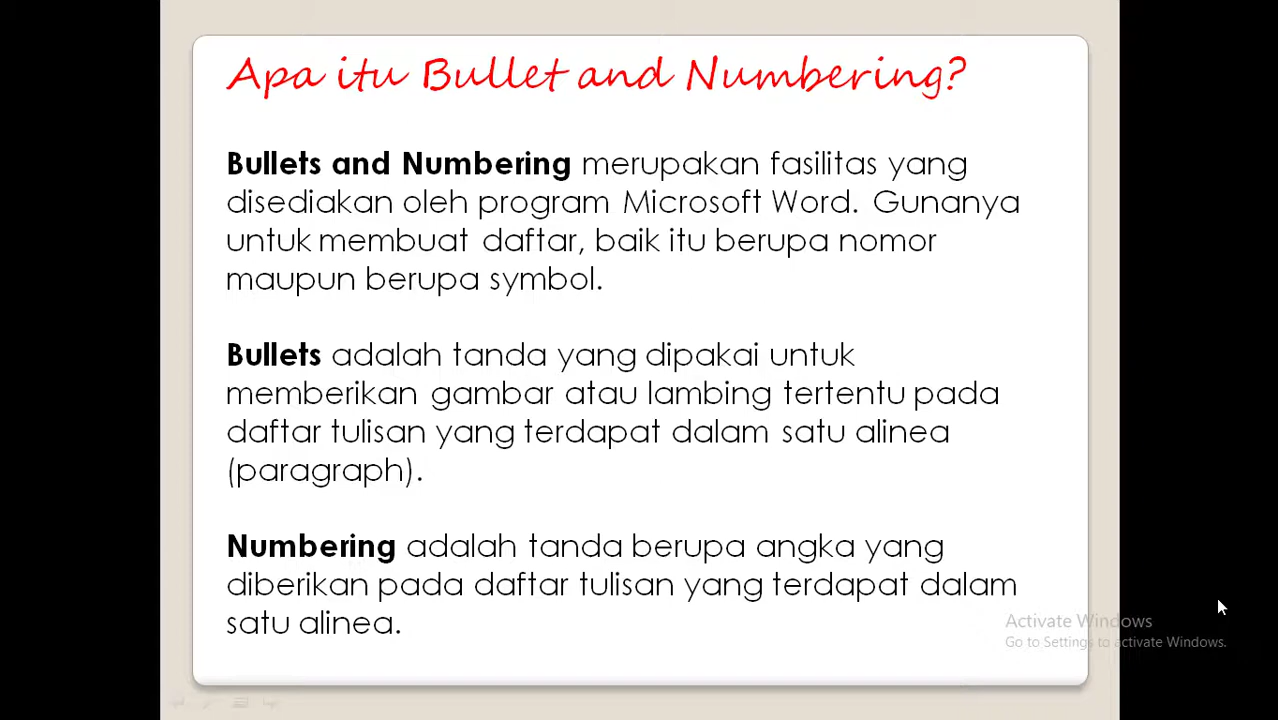 Apa itu Bullet and Numbering?
Bullets and Numbering merupakan fasilitas yang
disediakan oleh program Microsoft Word. Gunanya
untuk membuat daftar, baik itu berupa nomor
maupun berupa symbol.
Bullets adalah tanda yang dipakai untuk
memberikan gambar atau lambing tertentu pada
daftar tulisan yang terdapat dalam satu alinea
(paragraph).
Numbering adalah tanda berupa angka yang
diberikan pada daftar tulisan yang terdapat dalam
satu alinea.
Activate Windows
Go to Settings to activate Windows.